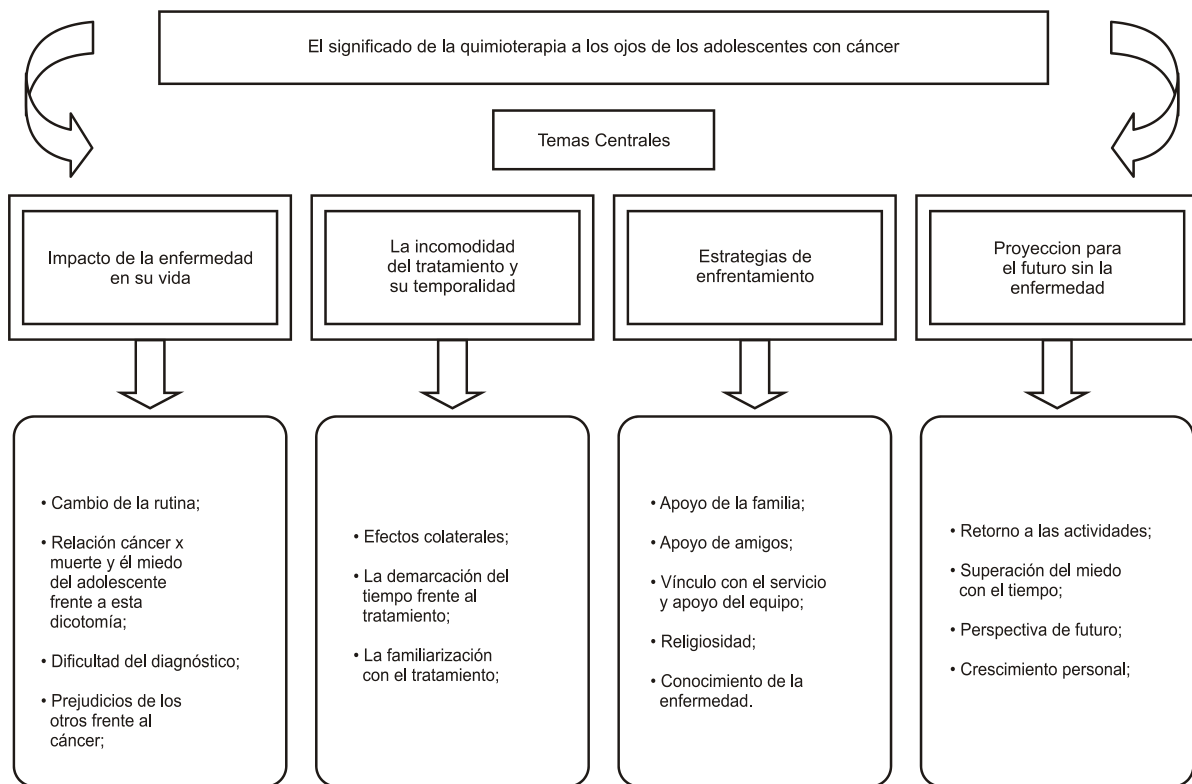 El significado de la quimioterapia a los ojos de los adolescentes con cáncer
Temas Centrales
Impacto de la enfermedad
en su vida
La incomodidad
del tratamiento y
su temporalidad
Estrategias de
enfrentamiento
Proyeccion para
el futuro sin la
enfermedad
• Cambio de la rutina;
• Relación cáncer x
muerte y él miedo
del adolescente
frente a esta
dicotomía;
• Dificultad del diagnóstico;
• Prejudicios de los
otros frente al
cáncer;
• Efectos colaterales;
• La demarcación del
tiempo frente al
tratamiento;
• La familiarización
con el tratamiento;
• Apoyo de la familia;
• Apoyo de amigos;
• Vínculo con el servicio
y apoyo del equipo;
• Religiosidad;
• Conocimiento de la
enfermedad.
• Retorno a las actividades;
• Superación del miedo
con el tiempo;
• Perspectiva de futuro;
• Crescimiento personal;